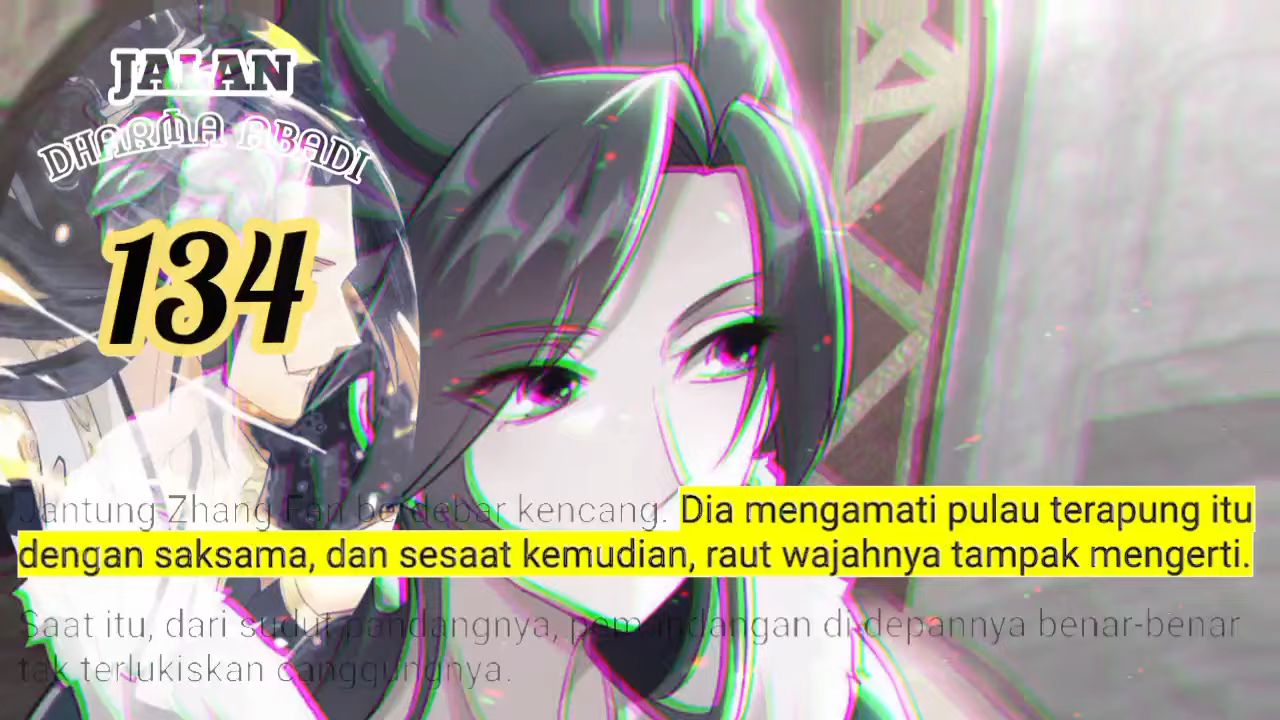 JALAN
DHARMA ABADI
134
Jantung Zhang Fan berdebar kencang. Dia mengamati pulau terapung itu
dengan saksama, dan sesaat kemudian, raut wajahnya tampak mengerti.
Saat itu, dari sudut pandangnya, pemandangan di depannya benar-benar
tak terlukiskan canggungnya.